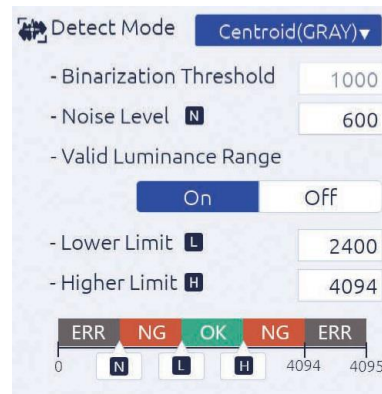 Detect Mode Centroid(GRAY)▼
- Binarization Threshold 1000
- Noise Level N 600
- Valid Luminance Range
On Off
- Lower Limit L 2400
- Higher Limit H 4094
ERR NG OK NG ERR
0 N L H 4094 4095